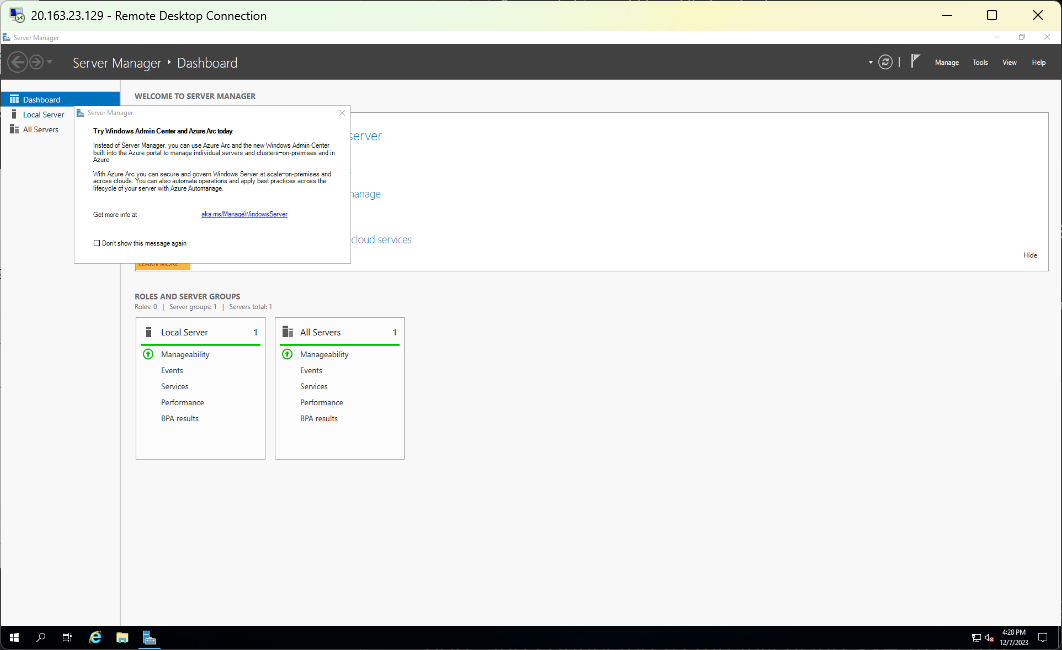 20.163.23.129 - Remote Desktop Connection
Server Manager
Server Manager • Dashboard
Manage Tools View Help
Dashboard
Local Server
All Servers
WELCOME TO SERVER MANAGER
Server Manager
Try Windows Admin Center and Azure Arc today
Instead of Server Manager, you can use Azure Arc and the new Windows Admin Center
built into the Azure portal to manage individual servers and clusters–on-premises and in
Azure.
With Azure Arc you can secure and govern Windows Server at scale–on-premises and
across clouds. You can also automate operations and apply best practices across the
lifecycle of your server with Azure Automanage.
Get more info at aka.ms/ManageWindowsServer
Don't show this message again
server
manage
cloud services
Hide
LEARN MORE
ROLES AND SERVER GROUPS
Roles: 0 | Server groups: 1 | Servers total: 1
Local Server 1
Manageability
Events
Services
Performance
BPA results
All Servers 1
Manageability
Events
Services
Performance
BPA results
4:28 PM
12/7/2023